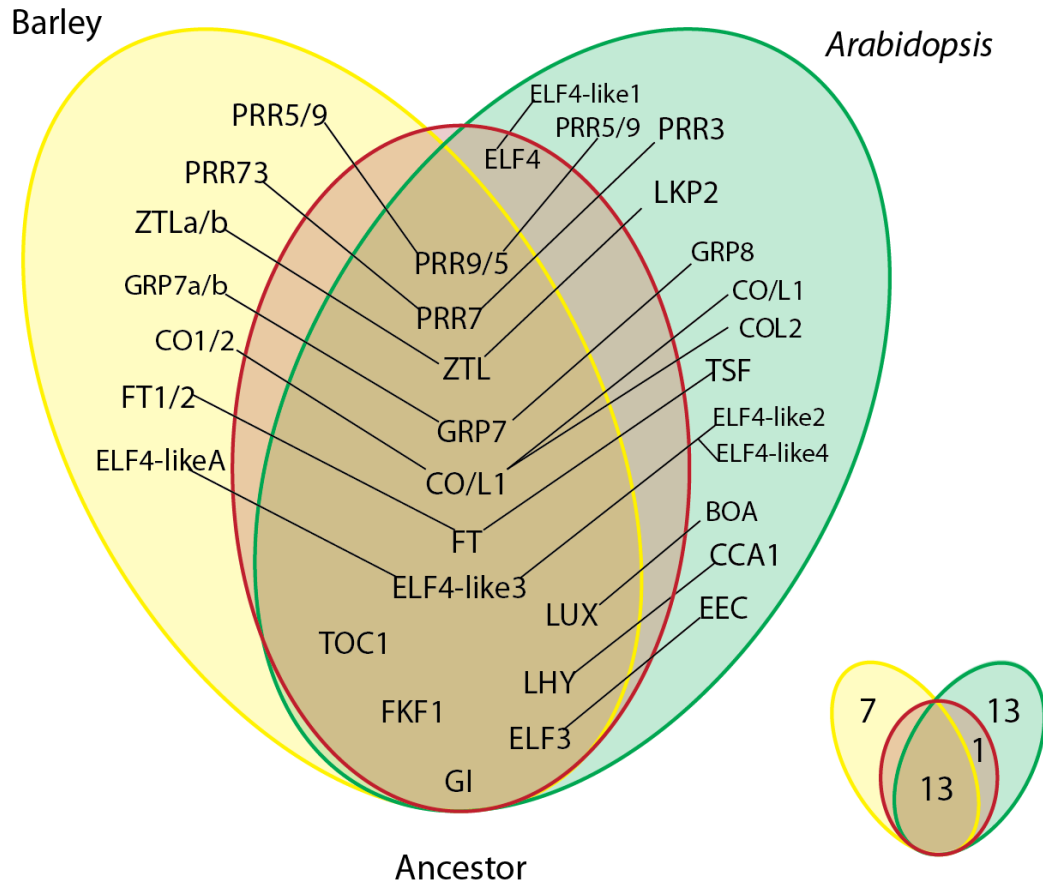 Barley
Arabidopsis
PRR5/9
PRR73
ZTLa/b
GRP7a/b
CO1/2
FT1/2
ELF4-likeA
ELF4-like1
PRR5/9
PRR3
ELF4
LKP2
GRP8
CO/L1
COL2
TSF
ELF4-like2
ELF4-like4
BOA
CCA1
EEC
PRR9/5
PRR7
ZTL
GRP7
CO/L1
FT
ELF4-like3
LUX
TOC1
LHY
FKF1
ELF3
GI
Ancestor
7
13
1
13